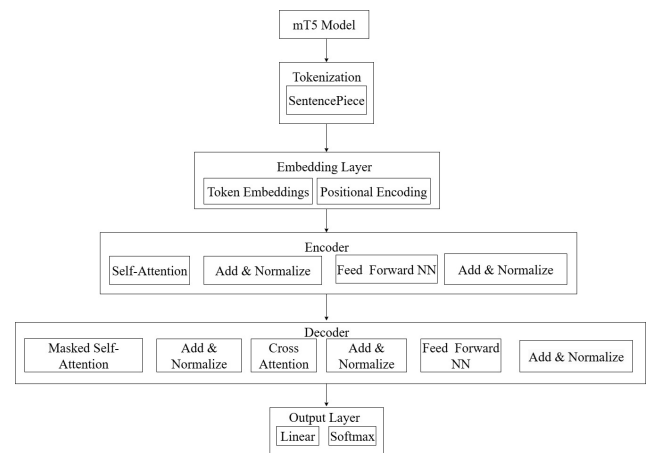 mT5 Model
Tokenization
SentencePiece
Embedding Layer
Token Embeddings
Positional Encoding
Encoder
Self-Attention
Add & Normalize
Feed Forward NN
Add & Normalize
Decoder
Masked Self-
Attention
Add &
Normalize
Cross
Attention
Add &
Normalize
Feed Forward
NN
Add & Normalize
Output Layer
Linear
Softmax